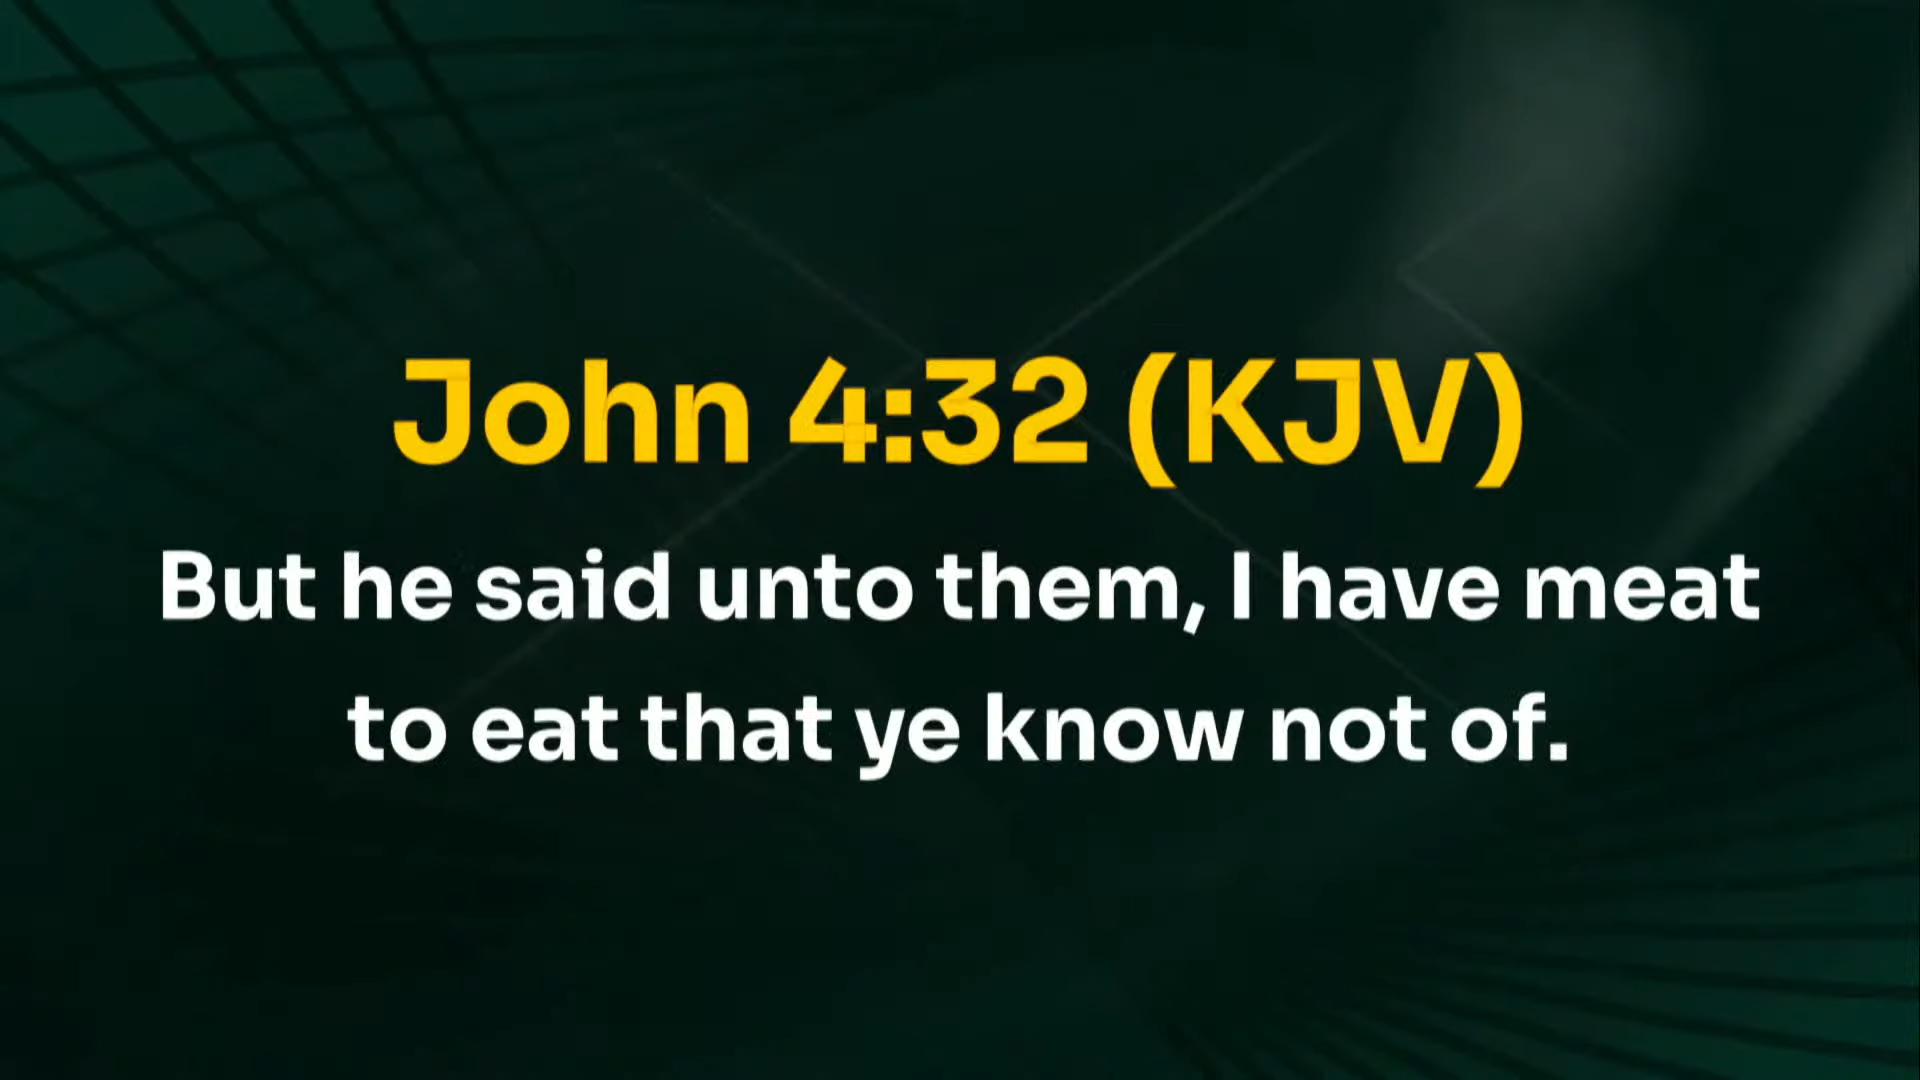 John 4:32 (KJV)
But he said unto them, I have meat
to eat that ye know not of.